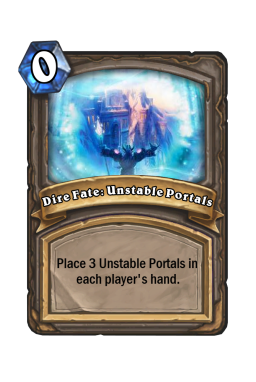 0
Dire Fate: Unstable Portals
Place 3 Unstable Portals in
each player's hand.